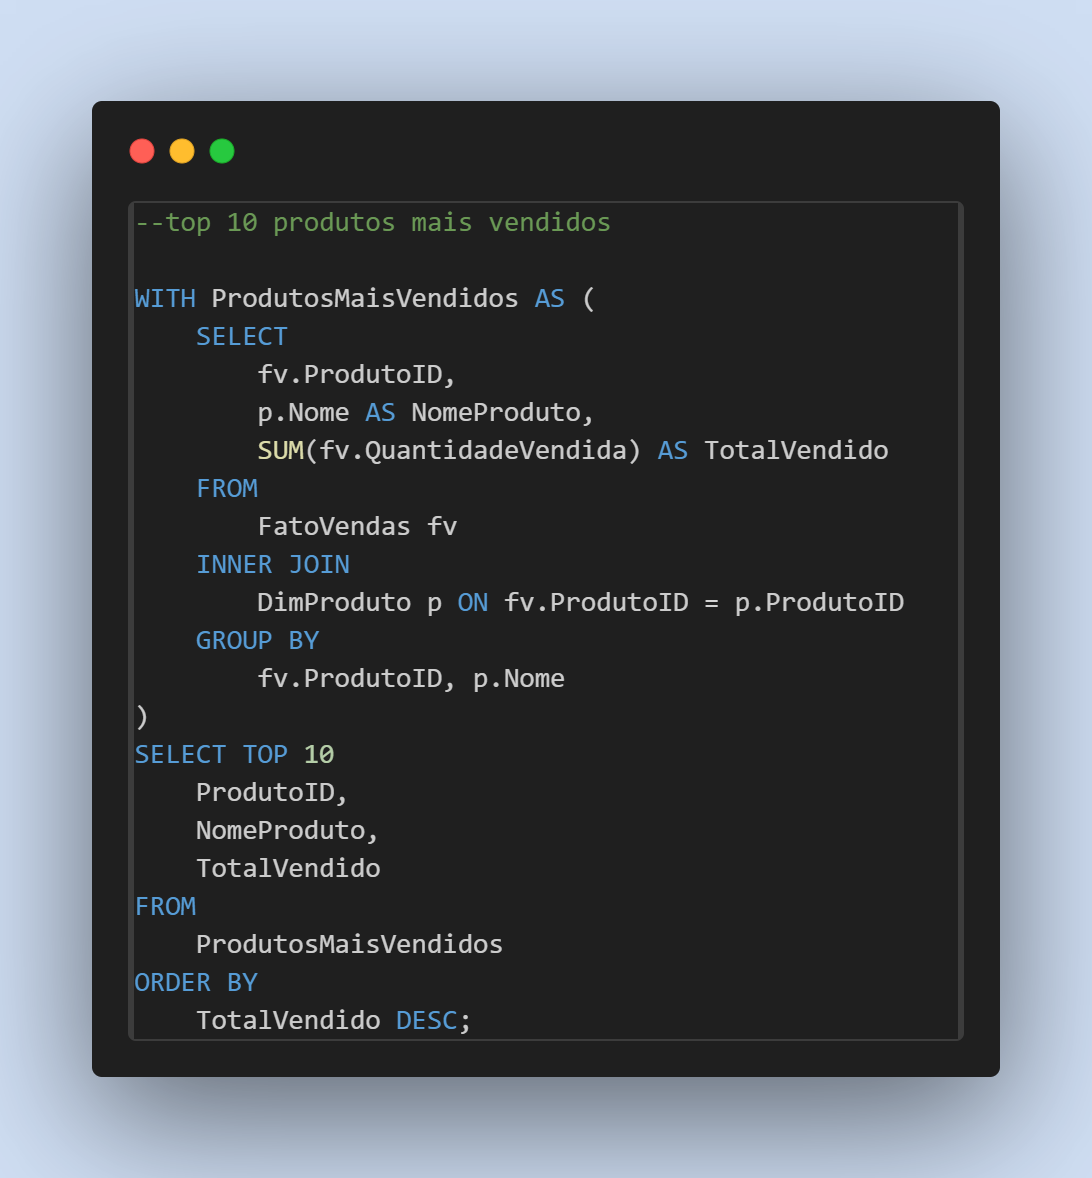 --top 10 produtos mais vendidos
WITH ProdutosMaisVendidos AS (
    SELECT
        fv.ProdutoID,
        p.Nome AS NomeProduto,
        SUM(fv.QuantidadeVendida) AS TotalVendido
    FROM
        FatoVendas fv
    INNER JOIN
        DimProduto p ON fv.ProdutoID = p.ProdutoID
    GROUP BY
        fv.ProdutoID, p.Nome
)
SELECT TOP 10
    ProdutoID,
    NomeProduto,
    TotalVendido
FROM
    ProdutosMaisVendidos
ORDER BY
    TotalVendido DESC;